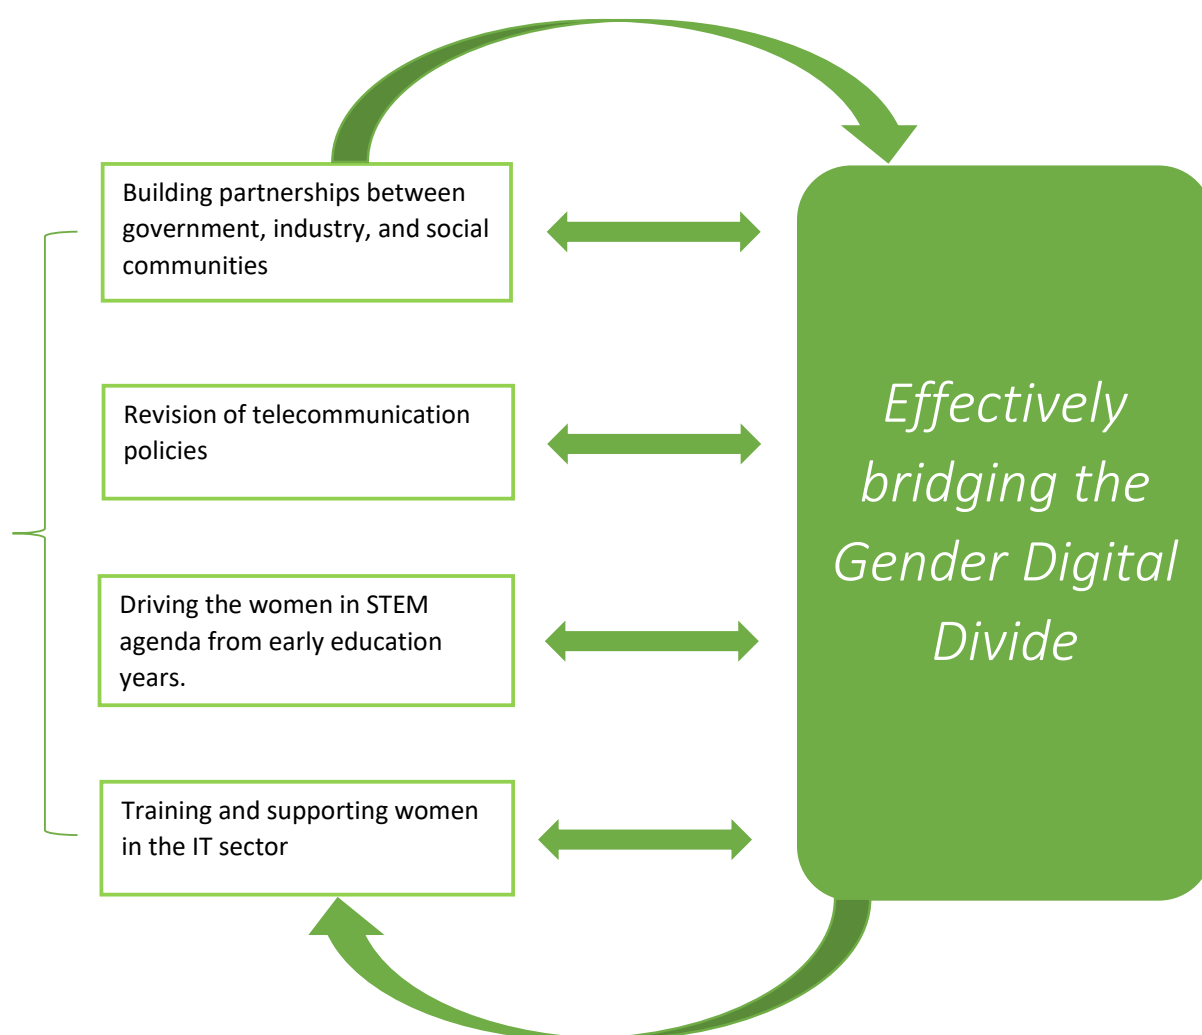 Building partnerships between
government, industry, and social
communities
Revision of telecommunication
policies
Driving the women in STEM
agenda from early education
years.
Training and supporting women
in the IT sector
Effectively
bridging the
Gender Digital
Divide